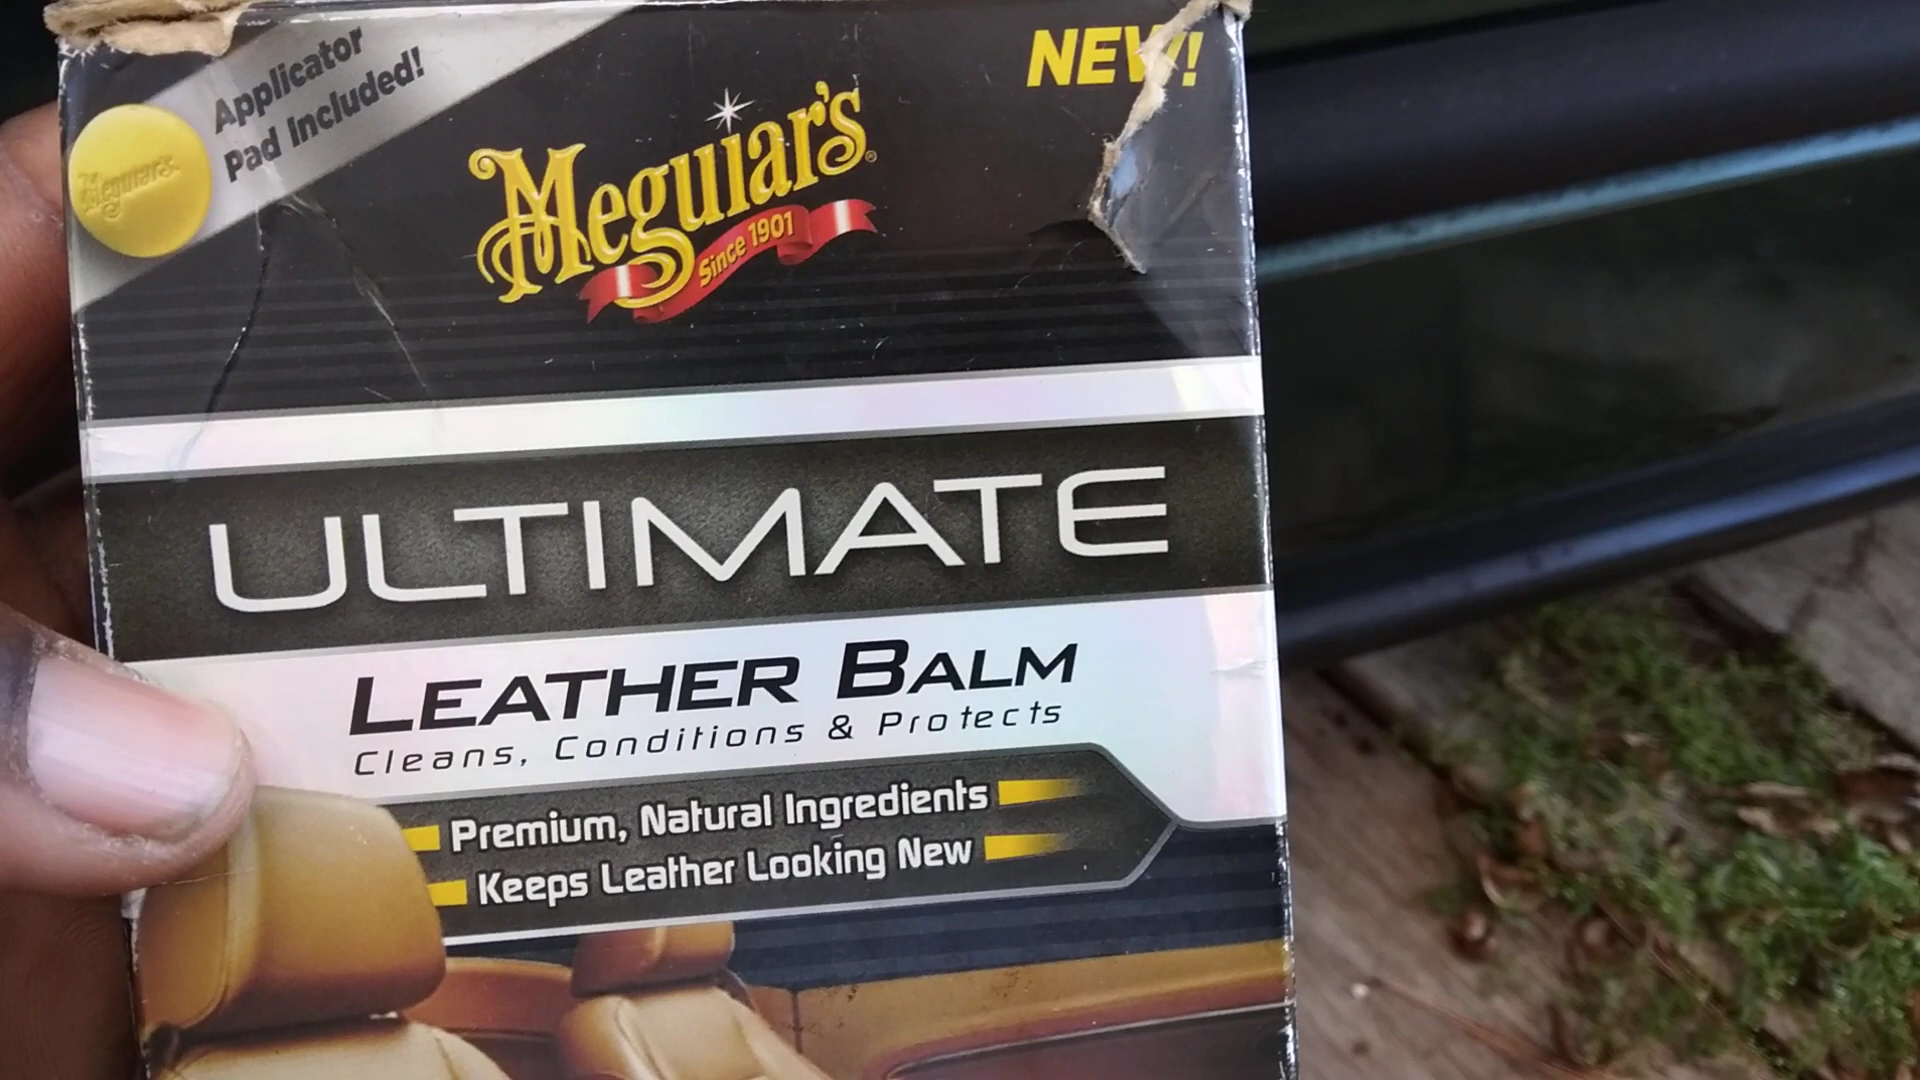 Applicator
Pad Included!
Meguiars
NEW!
Meguiar's®
Since 1901
ULTIMATE
LEATHER BALM
Cleans, Conditions & Protects
Premium, Natural Ingredients
Keeps Leather Looking New